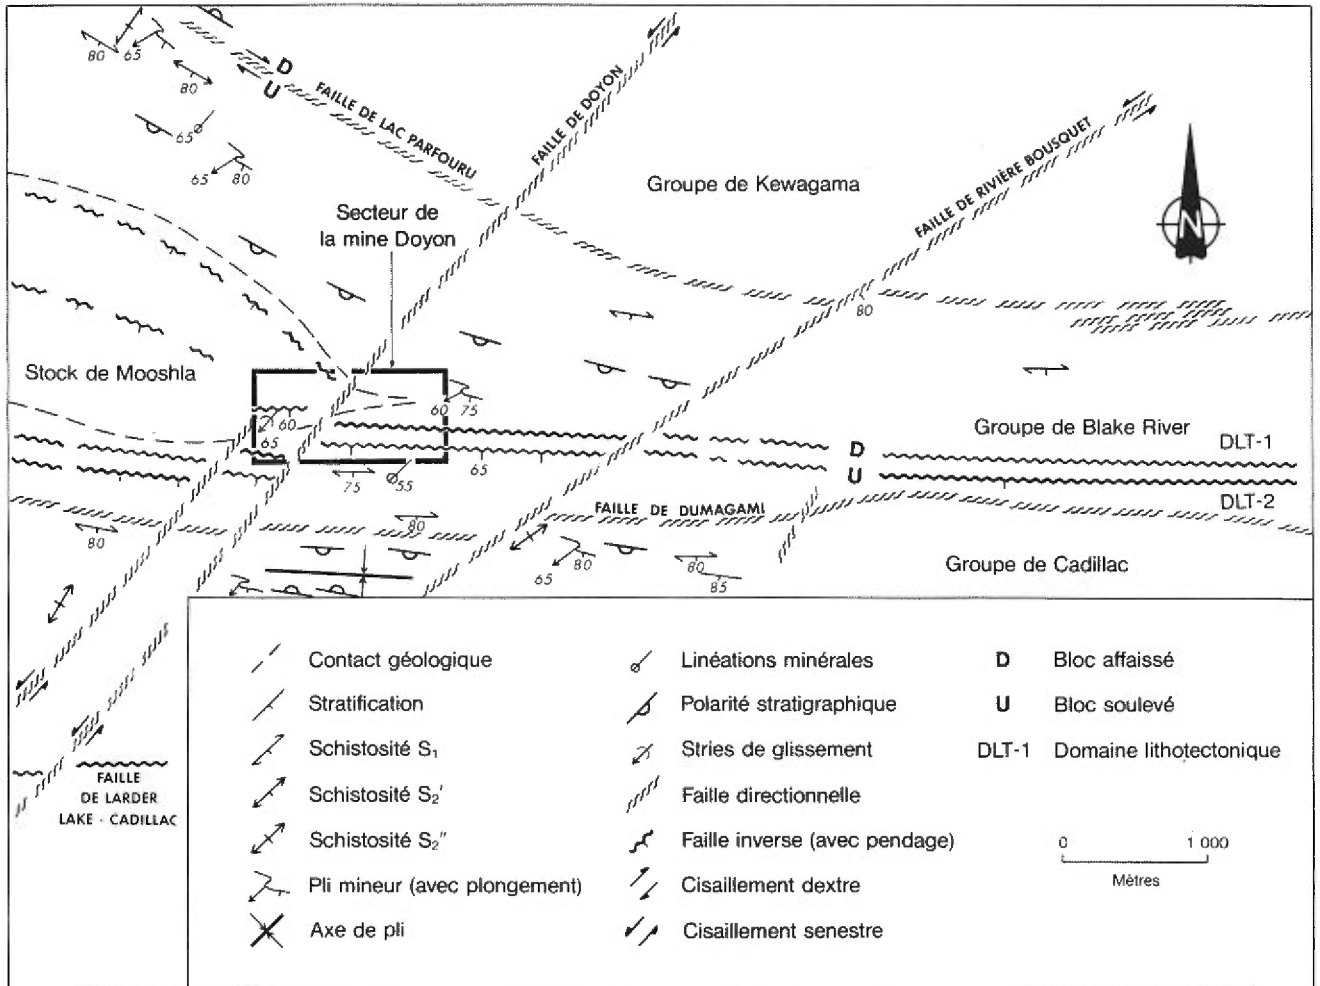 80
65
80
D
U
FAILLE DE LAC PARFOURU
FAILLE DE DOYON
FAILLE DE RIVIÈRE BOUSQUET
65
65
80
Groupe de Kewagama
N
Secteur de
la mine Doyon
80
Stock de Mooshla
60
75
60
65
Groupe de Blake River
DLT-1
D
U
65
75
55
DLT-2
FAILLE DE DUMAGAMI
80
80
65
80
80
85
Groupe de Cadillac
FAILLE
DE LARDER
LAKE - CADILLAC
Contact géologique
Stratification
Schistosité S₁
Schistosité S₂'
Schistosité S₂"
Pli mineur (avec plongement)
Axe de pli
Linéations minérales
Polarité stratigraphique
Stries de glissement
Faille directionnelle
Faille inverse (avec pendage)
Cisaillement dextre
Cisaillement senestre
D Bloc affaissé
U Bloc soulevé
DLT-1 Domaine lithotectonique
0 1 000
Mètres